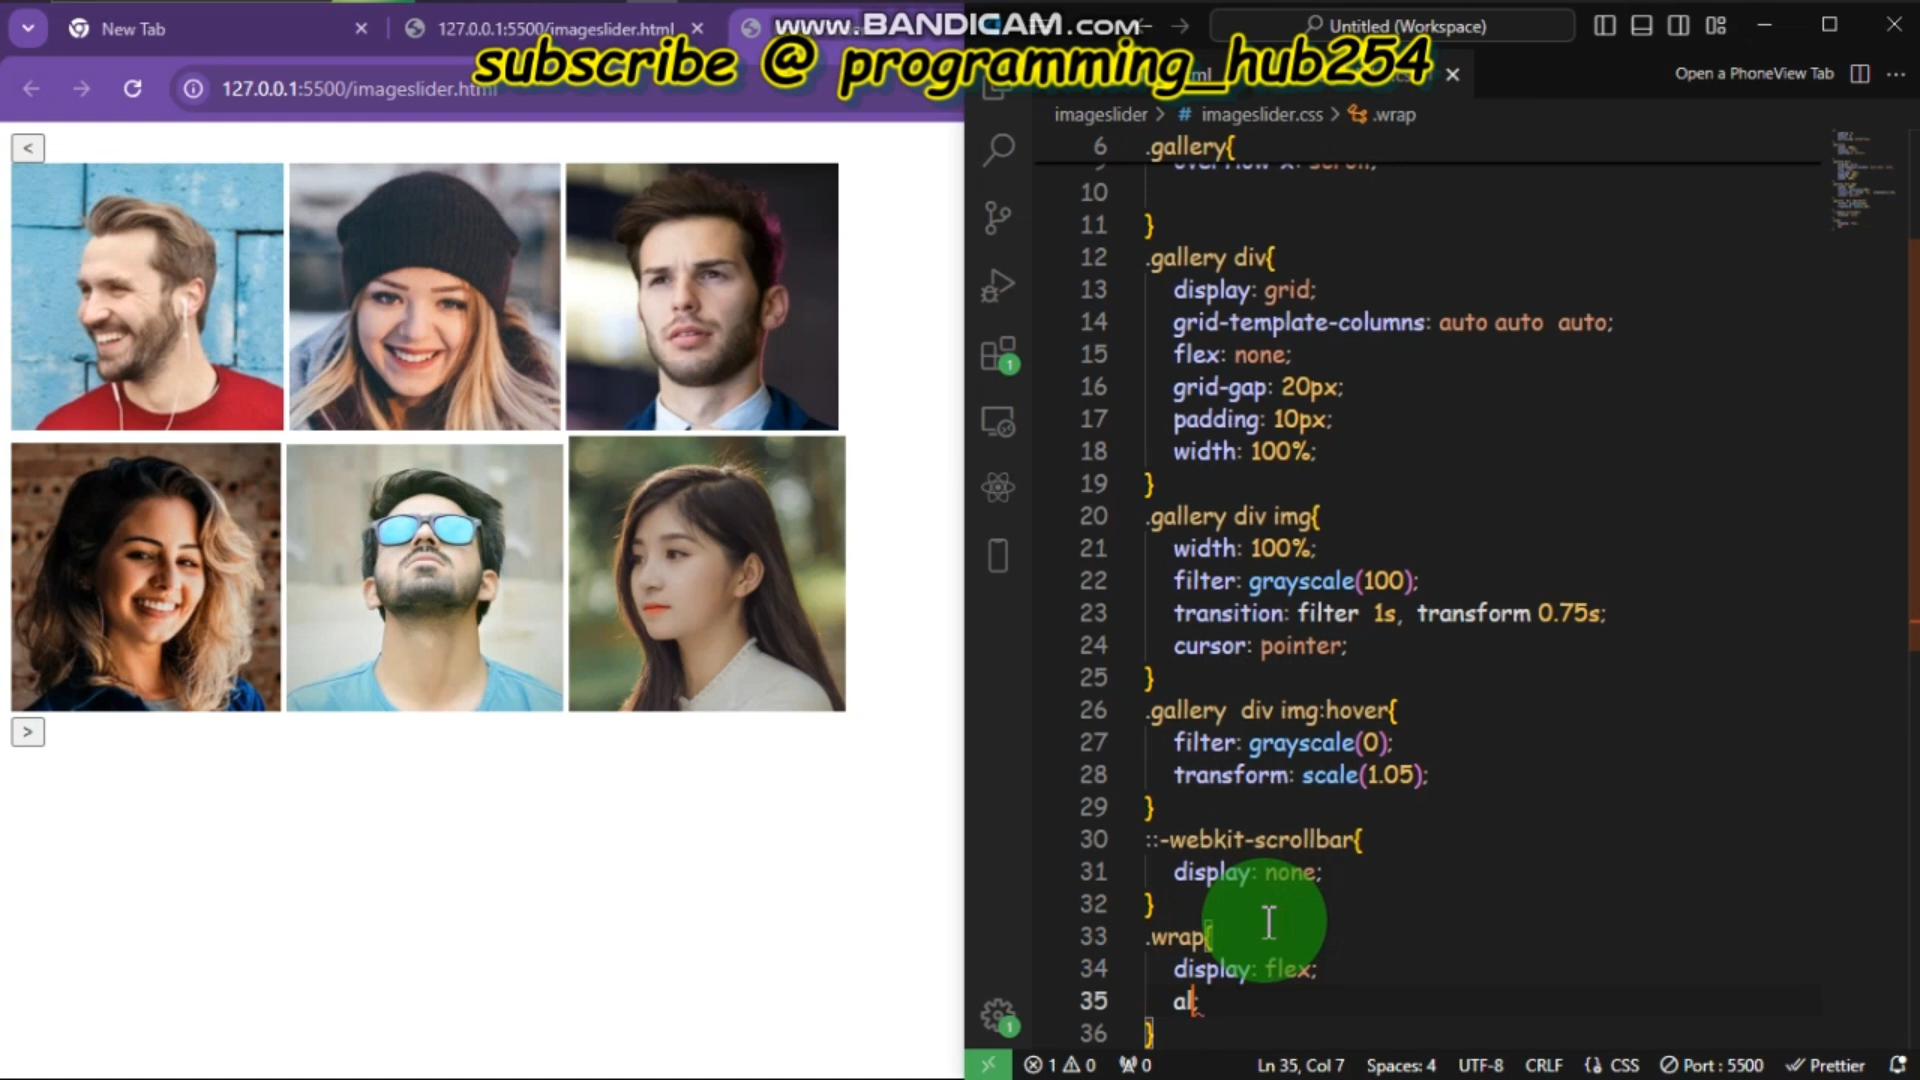 www.BANDICAM.com
subscribe @ programming_hub254
New Tab
127.0.0.1:5500/imageslider.html
127.0.0.1:5500/imageslider.html
<
>
Untitled (Workspace)
Open a PhoneView Tab
imageslider > # imageslider.css > .wrap
6 .gallery{
10
11 }
12 .gallery div{
13 display: grid;
14 grid-template-columns: auto auto  auto;
15 flex: none;
16 grid-gap: 20px;
17 padding: 10px;
18 width: 100%;
19 }
20 .gallery div img{
21 width: 100%;
22 filter: grayscale(100);
23 transition: filter  1s, transform 0.75s;
24 cursor: pointer;
25 }
26 .gallery  div img:hover{
27 filter: grayscale(0);
28 transform: scale(1.05);
29 }
30 ::-webkit-scrollbar{
31 display: none;
32 }
33 .wrap{
34 display: flex;
35 al;
36 }
1
1
1 0 0 Ln 35, Col 7 Spaces: 4 UTF-8 CRLF {} CSS Port : 5500 Prettier